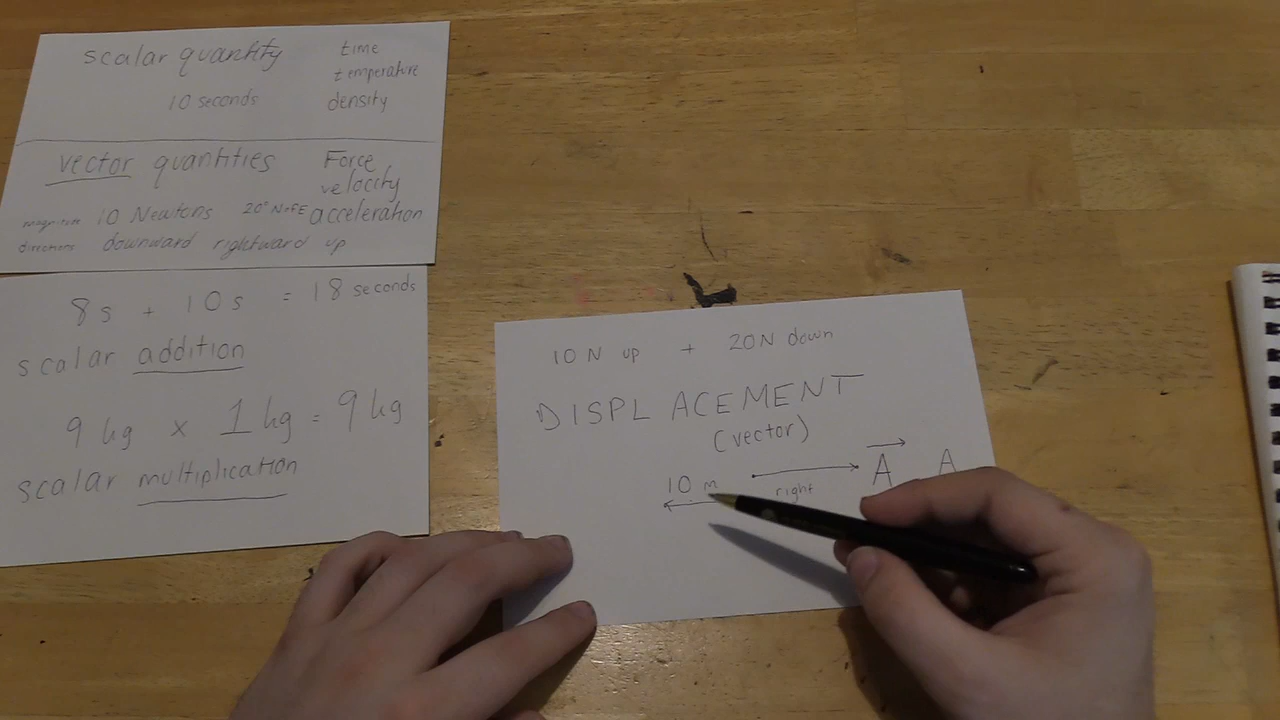 scalar quantity
time
temperature
10 seconds
density
vector quantities
Force
velocity
magnitude 10 Newtons 20° N of E acceleration
directions downward rightward up
8s + 10s = 18 seconds
scalar addition
9 kg x 1 kg = 9 kg
scalar multiplication
10 N up + 20N down
DISPLACEMENT
(vector)
A A
10 m right